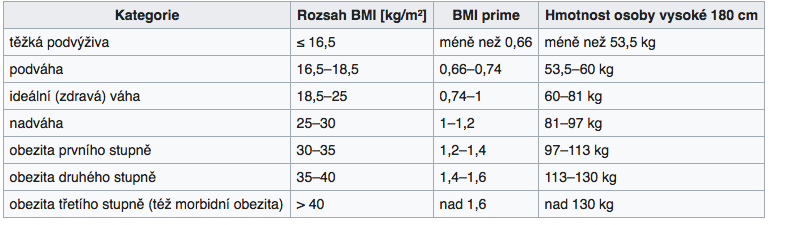 Kategorie Rozsah BMI [kg/m²] BMI prime Hmotnost osoby vysoké 180 cm
těžká podvýživa ≤ 16,5 méně než 0,66 méně než 53,5 kg
podváha 16,5–18,5 0,66–0,74 53,5–60 kg
ideální (zdravá) váha 18,5–25 0,74–1 60–81 kg
nadváha 25–30 1–1,2 81–97 kg
obezita prvního stupně 30–35 1,2–1,4 97–113 kg
obezita druhého stupně 35–40 1,4–1,6 113–130 kg
obezita třetího stupně (též morbidní obezita) > 40 nad 1,6 nad 130 kg